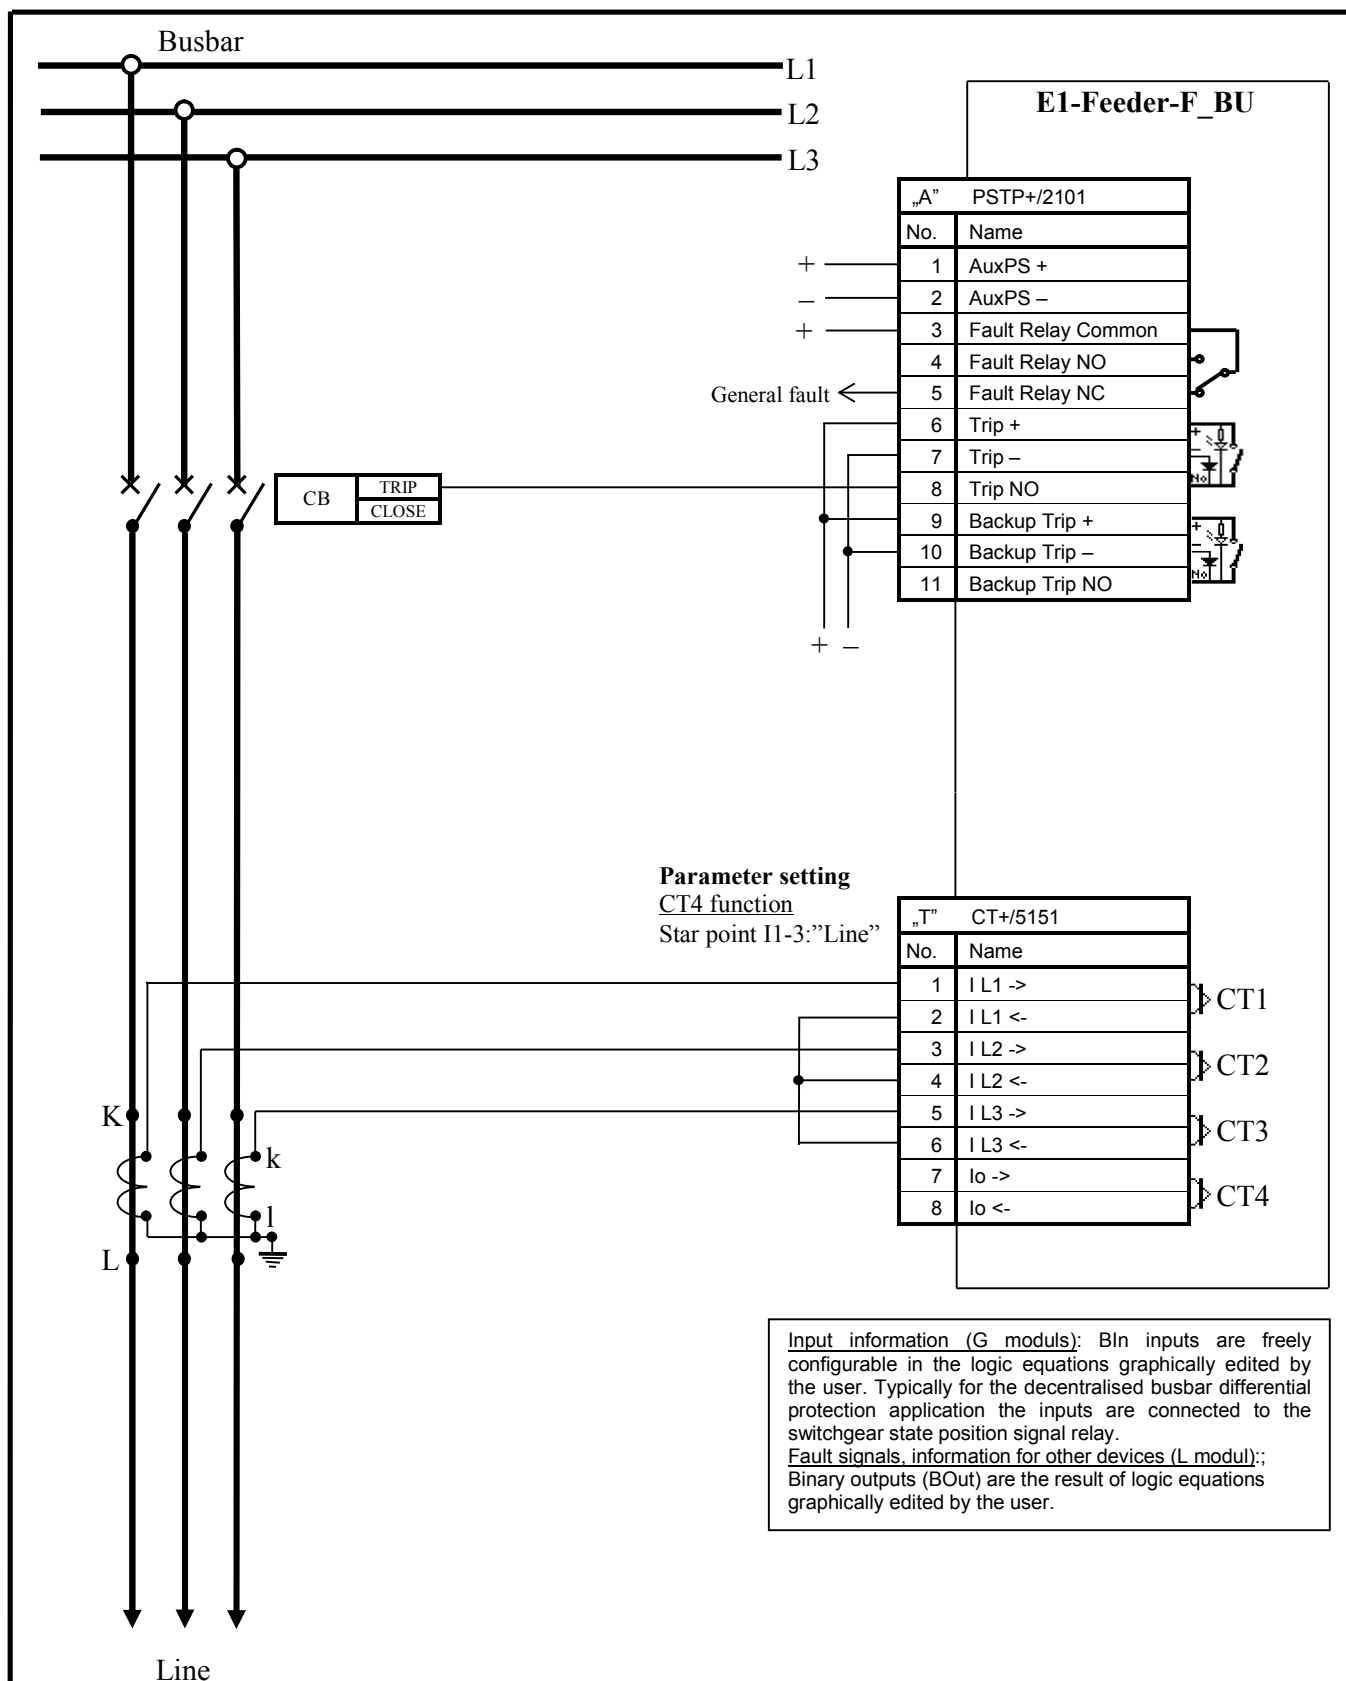 Busbar
L1
L2
L3
E1-Feeder-F_BU
„A” PSTP+/2101
No. Name
+ 1 AuxPS +
– 2 AuxPS –
+ 3 Fault Relay Common
4 Fault Relay NO
General fault 5 Fault Relay NC
6 Trip +
7 Trip –
8 Trip NO
9 Backup Trip +
10 Backup Trip –
11 Backup Trip NO
+ – No
+ – No
CB TRIP
CLOSE
+ –
Parameter setting
CT4 function
Star point I1-3:”Line”
„T” CT+/5151
No. Name
1 I L1 ->
2 I L1 <-
3 I L2 ->
4 I L2 <-
5 I L3 ->
6 I L3 <-
7 Io ->
8 Io <-
CT1
CT2
CT3
CT4
K
k
l
L
Input information (G moduls): BIn inputs are freely
configurable in the logic equations graphically edited by
the user. Typically for the decentralised busbar differential
protection application the inputs are connected to the
switchgear state position signal relay.
Fault signals, information for other devices (L modul):;
Binary outputs (BOut) are the result of logic equations
graphically edited by the user.
Line